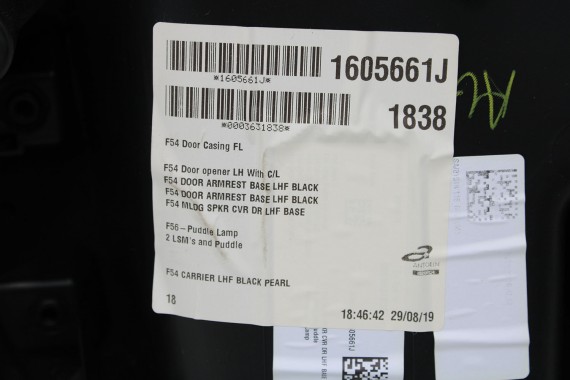 1605661J
*1605661J*
1838
*0003631838*
F54 Door Casing FL
F54 Door opener LH With C/L
F54 DOOR ARMREST BASE LHF BLACK
F54 DOOR ARMREST BASE LHF BLACK
F54 MLDG SPKR CVR DR LHF BASE
F56-Puddle Lamp
2 LSM's and Puddle
F54 CARRIER LHF BLACK PEARL
18
18:46:42 29/08/19